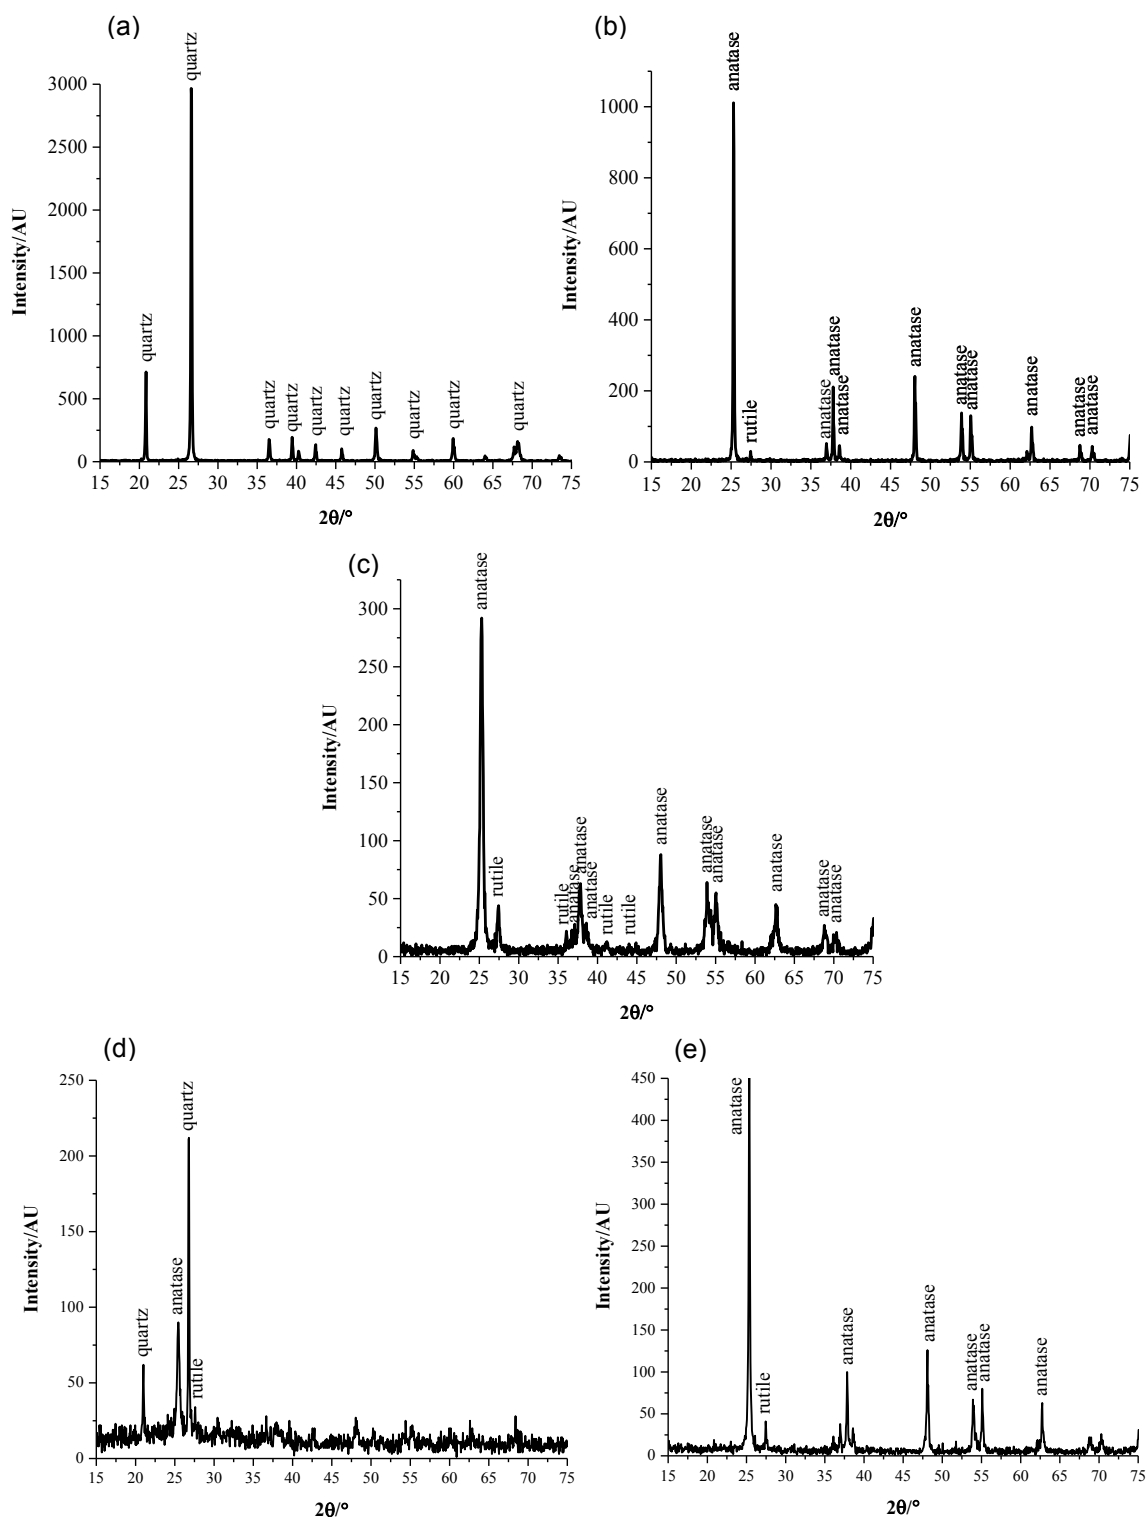 (a)
quartz
quartz
quartz
quartz
quartz
quartz
quartz
quartz
quartz
quartz
3000
2500
2000
1500
1000
500
0
15 20 25 30 35 40 45 50 55 60 65 70 75
Intensity/AU
2θ/°
(b)
anatase
rutile
anatase
anatase
anatase
anatase
anatase
anatase
anatase
anatase
anatase
1000
800
600
400
200
0
15 20 25 30 35 40 45 50 55 60 65 70 75
Intensity/AU
2θ/°
(c)
anatase
rutile
rutile
anatase
anatase
anatase
rutile
rutile
anatase
anatase
anatase
anatase
anatase
anatase
300
250
200
150
100
50
0
15 20 25 30 35 40 45 50 55 60 65 70 75
Intensity/AU
2θ/°
(d)
quartz
anatase
quartz
rutile
250
200
150
100
50
0
15 20 25 30 35 40 45 50 55 60 65 70 75
Intensity/AU
2θ/°
(e)
anatase
rutile
anatase
anatase
anatase
anatase
anatase
450
400
350
300
250
200
150
100
50
0
15 20 25 30 35 40 45 50 55 60 65 70 75
Intensity/AU
2θ/°